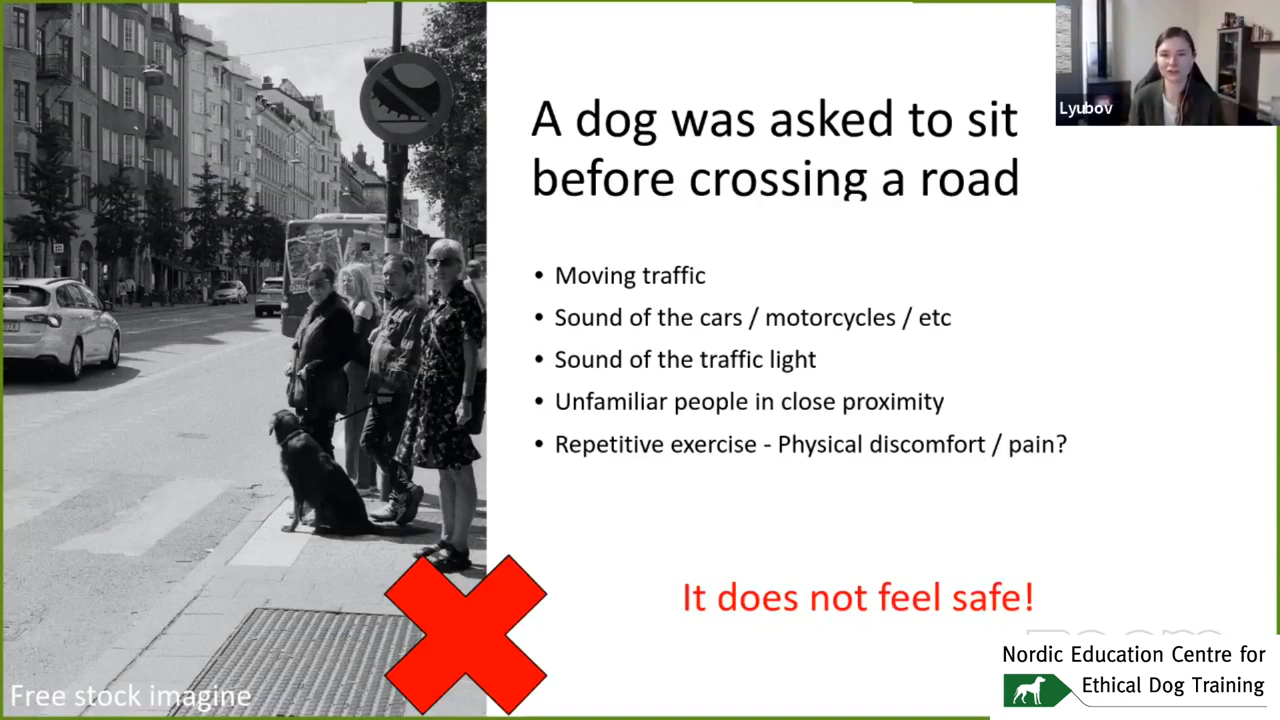 Lyubov
A dog was asked to sit
before crossing a road
• Moving traffic
• Sound of the cars / motorcycles / etc
• Sound of the traffic light
• Unfamiliar people in close proximity
• Repetitive exercise - Physical discomfort / pain?
It does not feel safe!
zoom
Nordic Education Centre for
Ethical Dog Training
Free stock imagine